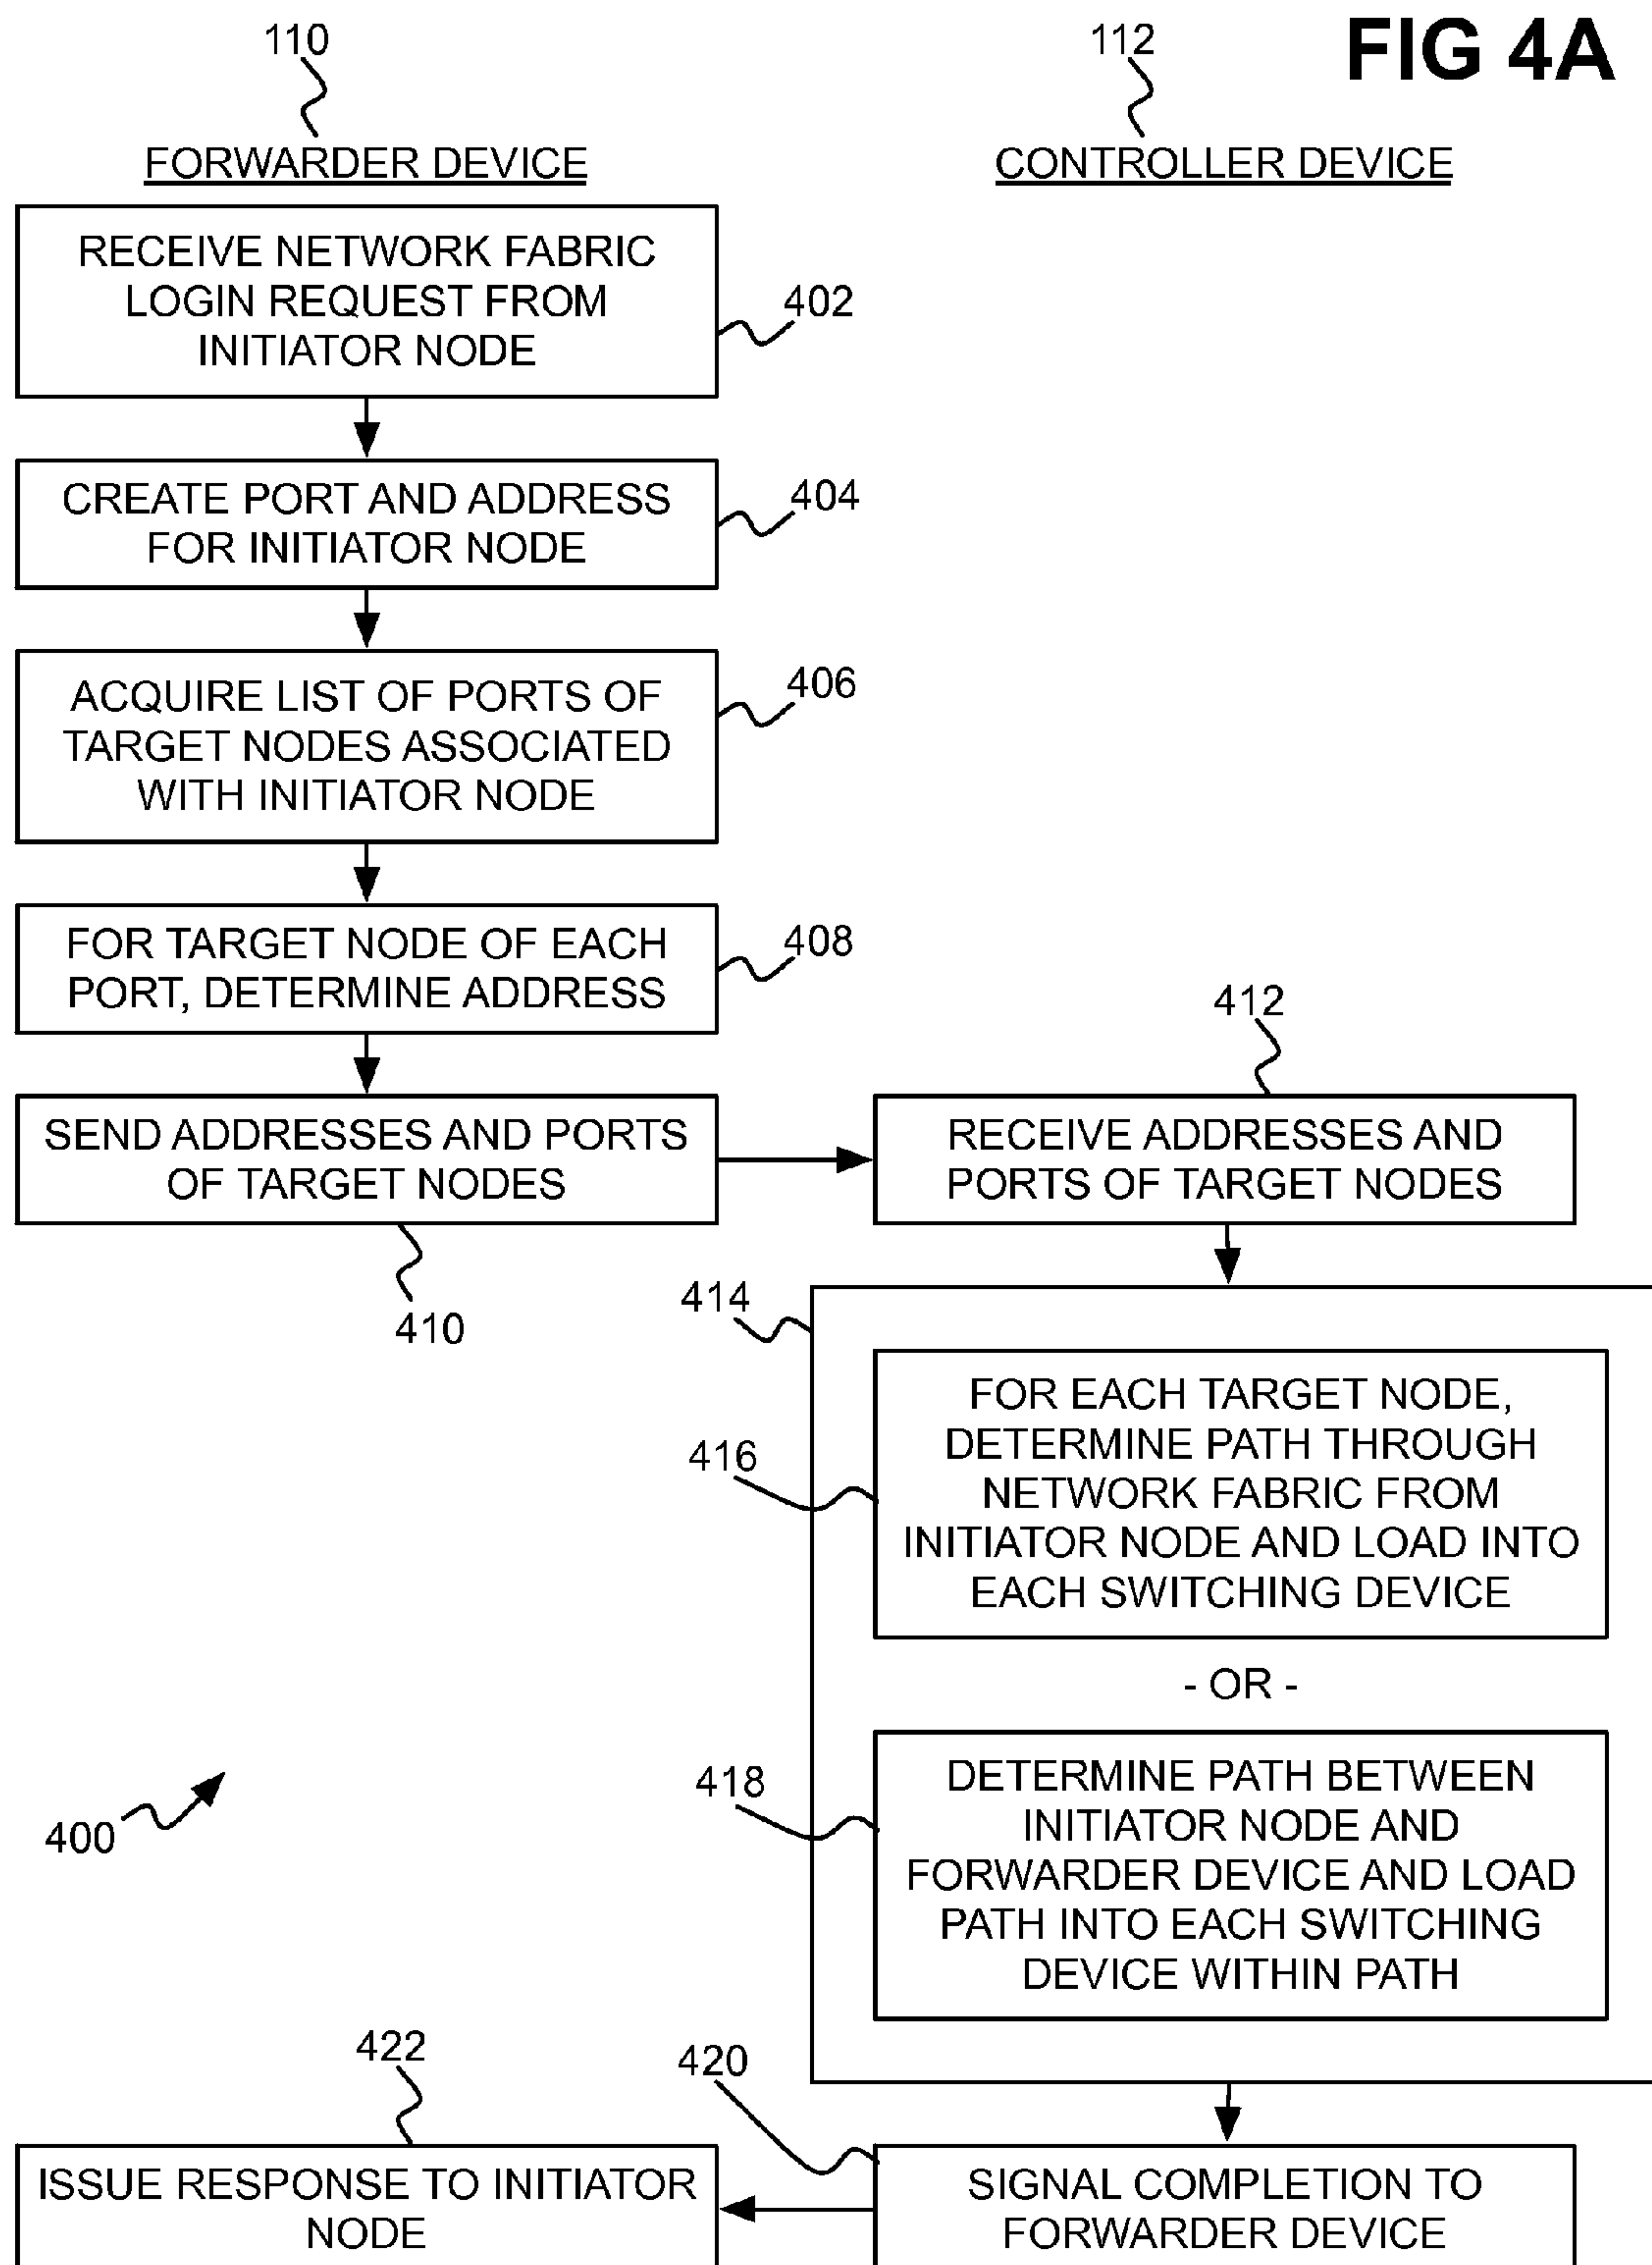 FIG 4A
110
112
FORWARDER DEVICE
CONTROLLER DEVICE
RECEIVE NETWORK FABRIC
LOGIN REQUEST FROM
INITIATOR NODE
402
CREATE PORT AND ADDRESS
FOR INITIATOR NODE
404
ACQUIRE LIST OF PORTS OF
TARGET NODES ASSOCIATED
WITH INITIATOR NODE
406
FOR TARGET NODE OF EACH
PORT, DETERMINE ADDRESS
408
SEND ADDRESSES AND PORTS
OF TARGET NODES
410
412
RECEIVE ADDRESSES AND
PORTS OF TARGET NODES
414
416
FOR EACH TARGET NODE,
DETERMINE PATH THROUGH
NETWORK FABRIC FROM
INITIATOR NODE AND LOAD INTO
EACH SWITCHING DEVICE
- OR -
418
DETERMINE PATH BETWEEN
INITIATOR NODE AND
FORWARDER DEVICE AND LOAD
PATH INTO EACH SWITCHING
DEVICE WITHIN PATH
400
420
SIGNAL COMPLETION TO
FORWARDER DEVICE
422
ISSUE RESPONSE TO INITIATOR
NODE